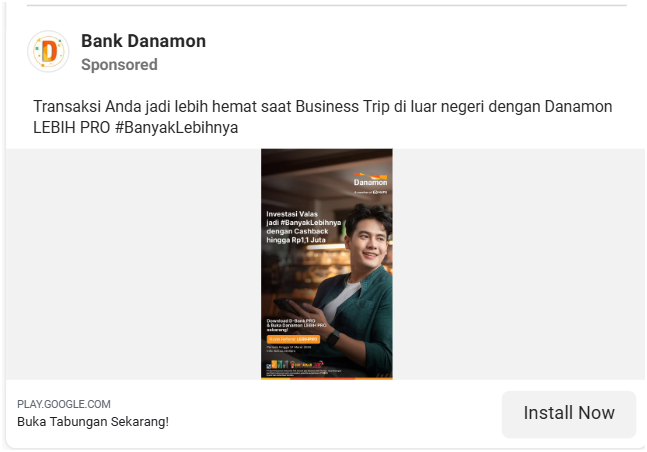 Bank Danamon
Sponsored
Transaksi Anda jadi lebih hemat saat Business Trip di luar negeri dengan Danamon
LEBIH PRO #BanyakLebihnya
Danamon
Investasi Valas
jadi #BanyakLebihnya
dengan Cashback
hingga Rp1,1 Juta
Download D-Bank PRO
& Buka Danamon LEBIH PRO
sekarang!
PLAY.GOOGLE.COM
Buka Tabungan Sekarang!
Install Now